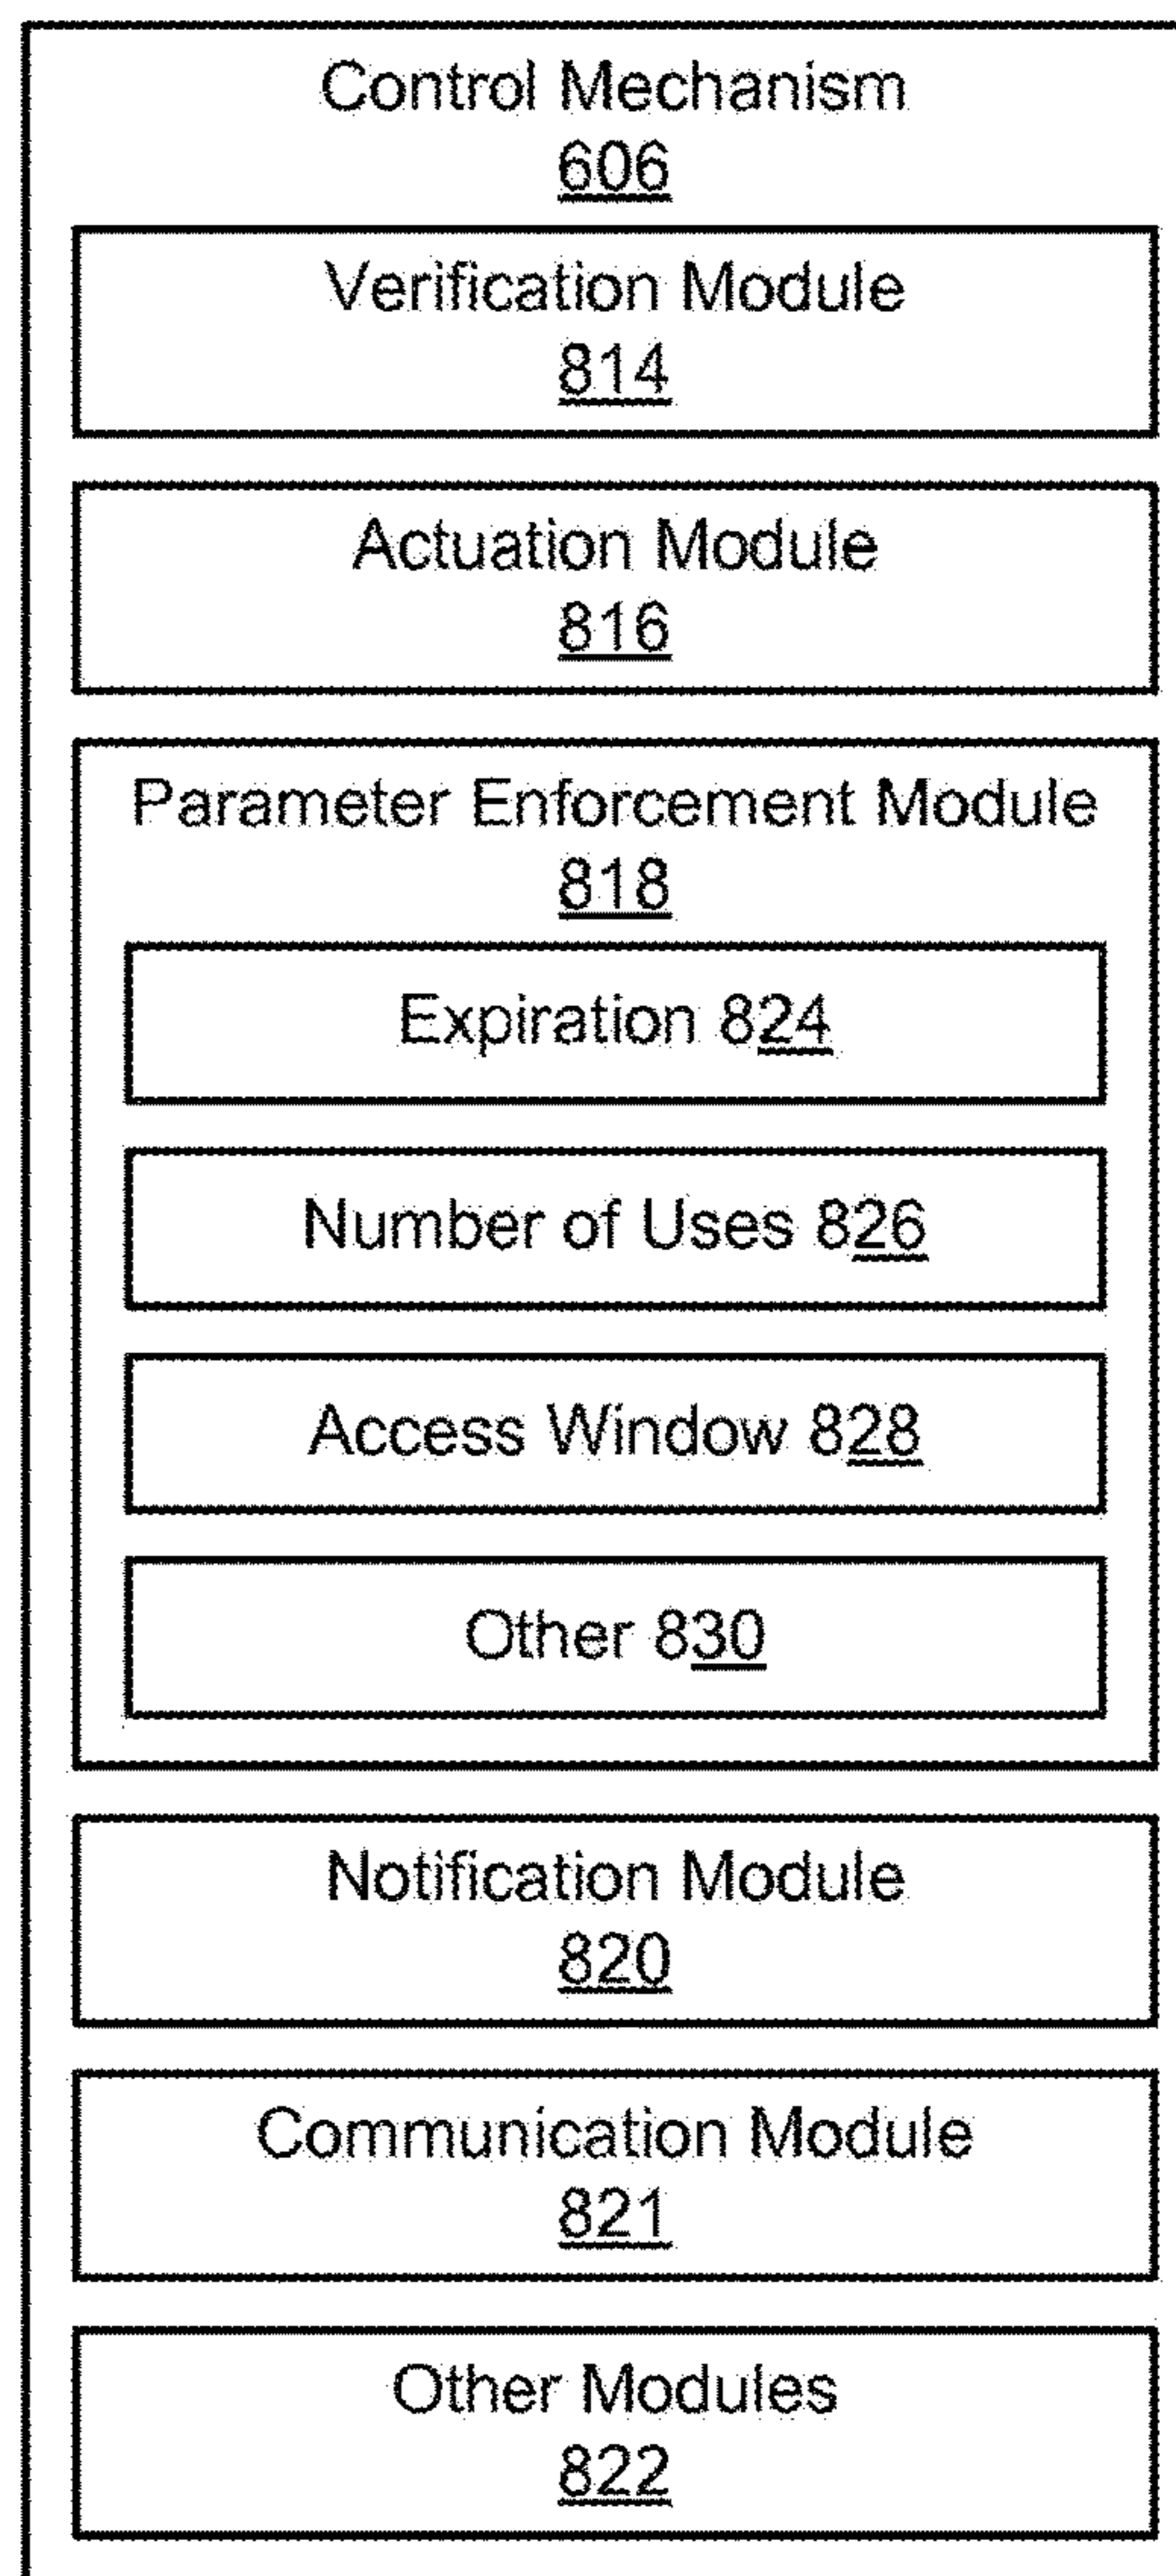 Control Mechanism
606
Verification Module
814
Actuation Module
816
Parameter Enforcement Module
818
Expiration 824
Number of Uses 826
Access Window 828
Other 830
Notification Module
820
Communication Module
821
Other Modules
822